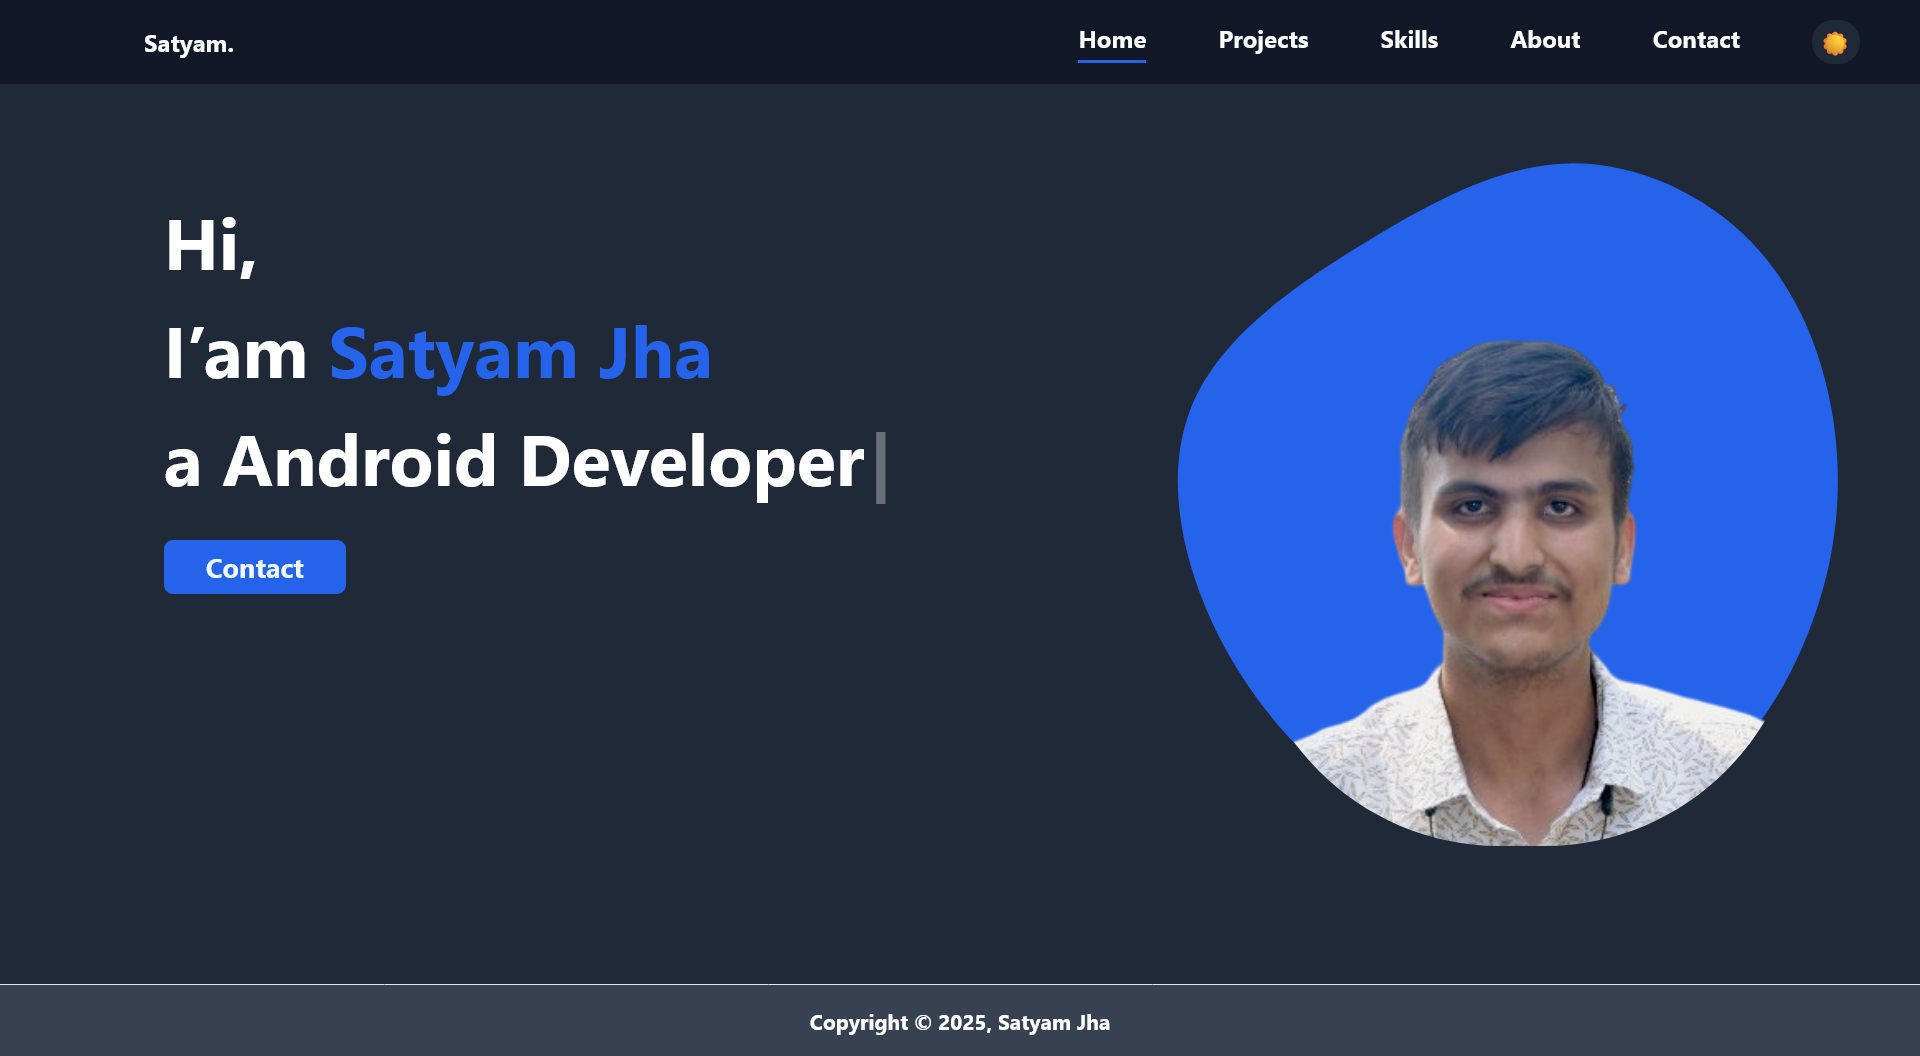 Satyam.
Home Projects Skills About Contact
Hi,
I’am Satyam Jha
a Android Developer|
Contact
Copyright © 2025, Satyam Jha